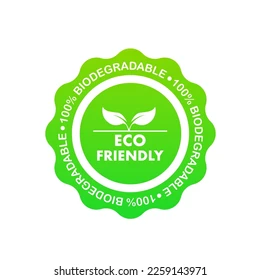 100% BIODEGRADABLE • 100% BIODEGRADABLE • 100% BIODEGRADABLE •
ECO
FRIENDLY
shutterstock.com · 2259143971